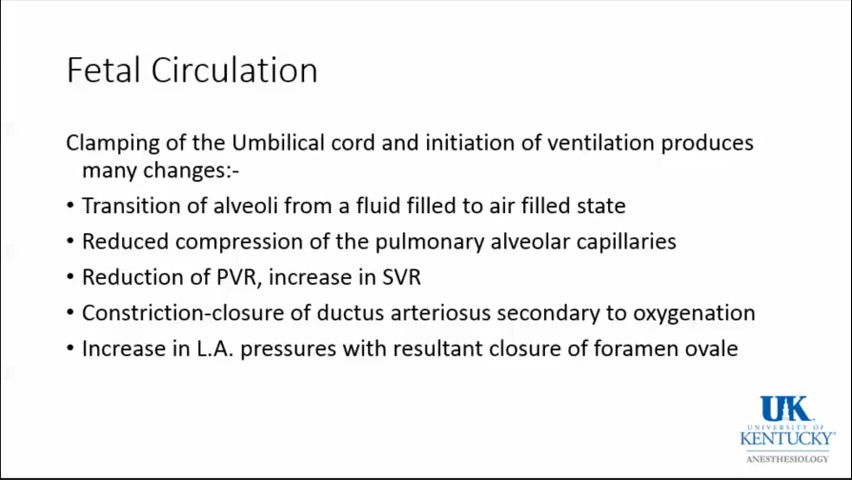 Fetal Circulation
Clamping of the Umbilical cord and initiation of ventilation produces
many changes:-
• Transition of alveoli from a fluid filled to air filled state
• Reduced compression of the pulmonary alveolar capillaries
• Reduction of PVR, increase in SVR
• Constriction-closure of ductus arteriosus secondary to oxygenation
• Increase in L.A. pressures with resultant closure of foramen ovale
UK
UNIVERSITY OF
KENTUCKY
ANESTHESIOLOGY